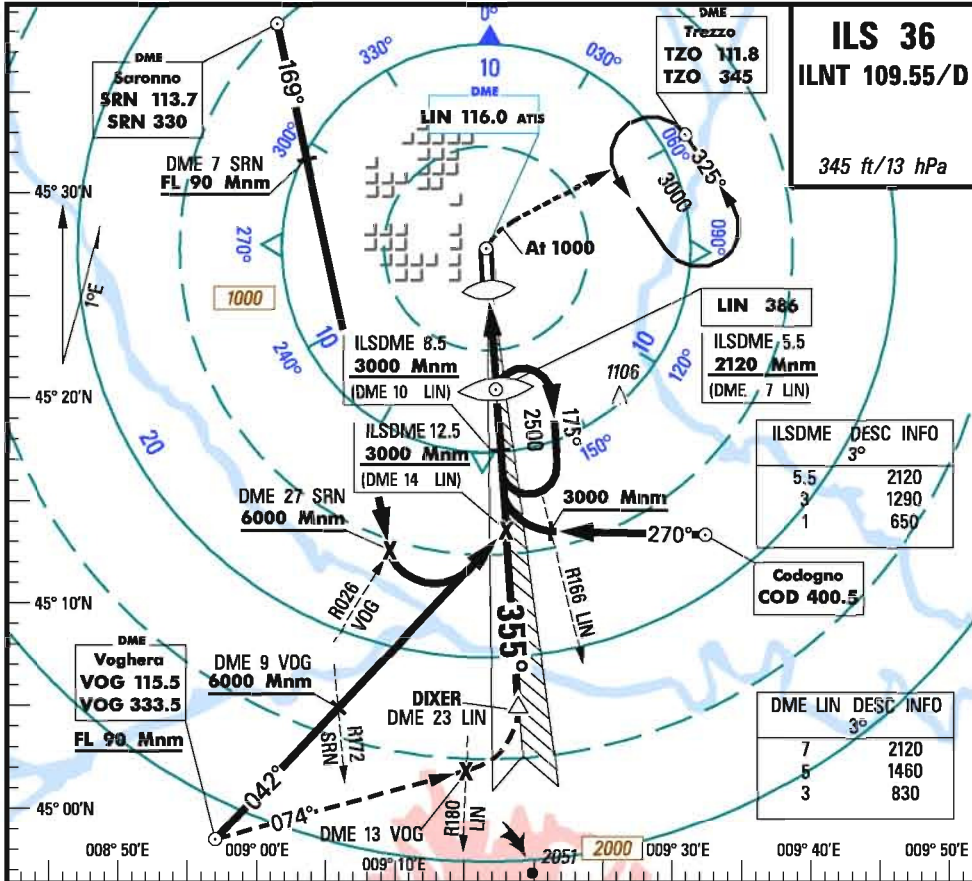 ILS 36
ILNT 109.55/D
345 ft/13 hPa
DME
Trezzo
TZO 111.8
TZO 345
DME
Saronno
SRN 113.7
SRN 330
169°
DME 7 SRN
FL 90 Mnm
DME
LIN 116.0 ATIS
0°
10
330°
030°
300°
060°
325°
3000
45° 30'N
270°
090°
At 1000
1°E
1000
LIN 386
10
240°
10
120°
ILSDME 8.5
3000 Mnm
(DME 10 LIN)
ILSDME 5.5
2120 Mnm
(DME 7 LIN)
1106
45° 20'N
20
175°
2500
150°
ILSDME 12.5
3000 Mnm
(DME 14 LIN)
ILSDME DESC INFO
3°
5.5 2120
3 1290
1 650
DME 27 SRN
6000 Mnm
3000 Mnm
270°
Codogno
COD 400.5
R026
VOG
R166 LIN
45° 10'N
355°
DME
Voghera
VOG 115.5
VOG 333.5
FL 90 Mnm
DME 9 VOG
6000 Mnm
DIXER
DME 23 LIN
R172
SRN
DME LIN DESC INFO
3°
7 2120
5 1460
3 830
042°
074°
45° 00'N
DME 13 VOG
R180
LIN
2051
2000
008° 50'E
009° 00'E
009° 10'E
009° 30'E
009° 40'E
009° 50'E